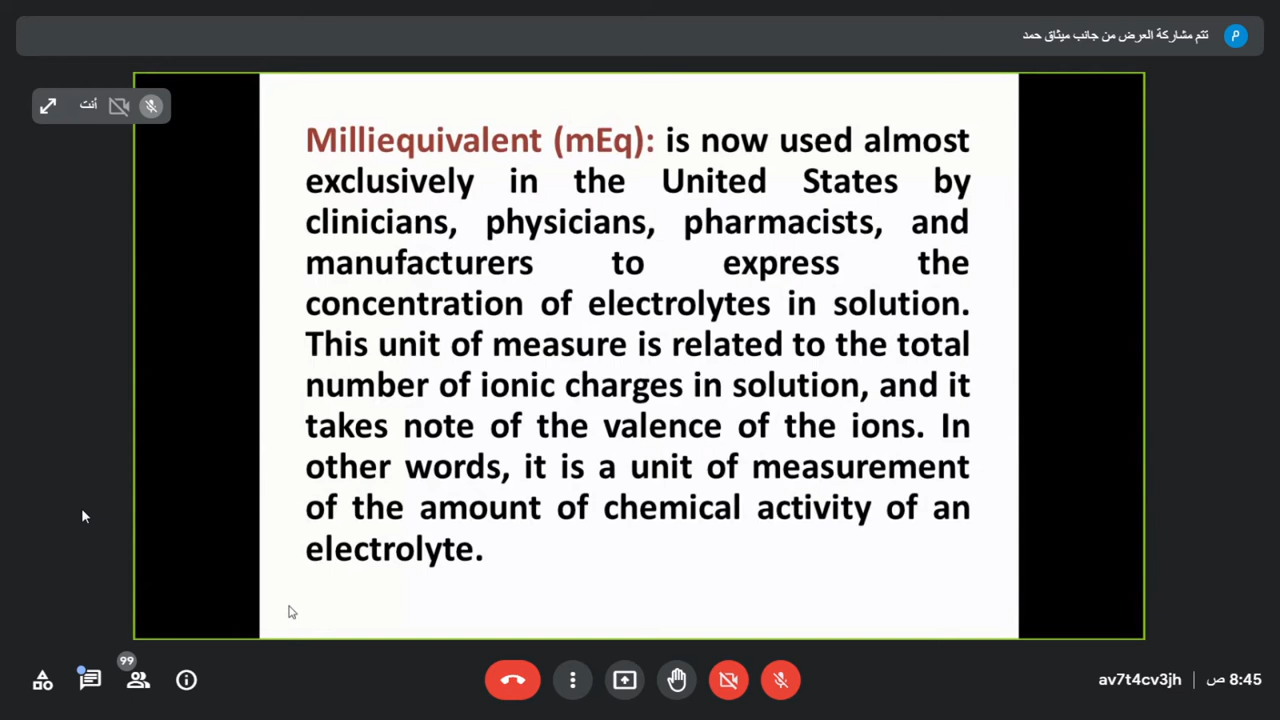 تتم مشاركة العرض من جانب ميثاق حمد
م
أنت
Milliequivalent (mEq): is now used almost
exclusively in the United States by
clinicians, physicians, pharmacists, and
manufacturers to express the
concentration of electrolytes in solution.
This unit of measure is related to the total
number of ionic charges in solution, and it
takes note of the valence of the ions. In
other words, it is a unit of measurement
of the amount of chemical activity of an
electrolyte.
99
av7t4cv3jh
8:45 ص